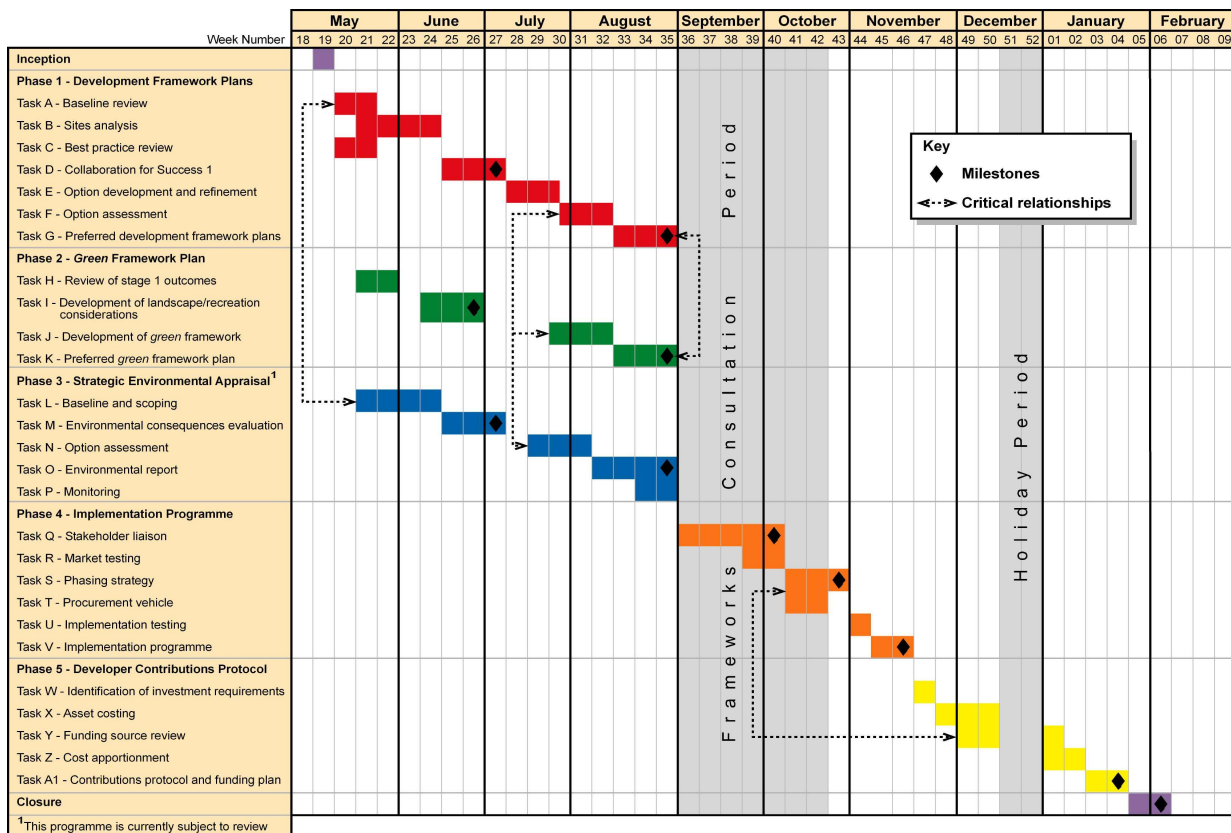 May June July August September October November December January February
Week Number 18 19 20 21 22 23 24 25 26 27 28 29 30 31 32 33 34 35 36 37 38 39 40 41 42 43 44 45 46 47 48 49 50 51 52 01 02 03 04 05 06 07 08 09
Inception
Phase 1 - Development Framework Plans
Task A - Baseline review
Task B - Sites analysis
Task C - Best practice review
Task D - Collaboration for Success 1
Task E - Option development and refinement
Task F - Option assessment
Task G - Preferred development framework plans
Phase 2 - Green Framework Plan
Task H - Review of stage 1 outcomes
Task I - Development of landscape/recreation
considerations
Task J - Development of green framework
Task K - Preferred green framework plan
Phase 3 - Strategic Environmental Appraisal1
Task L - Baseline and scoping
Task M - Environmental consequences evaluation
Task N - Option assessment
Task O - Environmental report
Task P - Monitoring
Phase 4 - Implementation Programme
Task Q - Stakeholder liaison
Task R - Market testing
Task S - Phasing strategy
Task T - Procurement vehicle
Task U - Implementation testing
Task V - Implementation programme
Phase 5 - Developer Contributions Protocol
Task W - Identification of investment requirements
Task X - Asset costing
Task Y - Funding source review
Task Z - Cost apportionment
Task A1 - Contributions protocol and funding plan
Closure
1This programme is currently subject to review
Frameworks Consultation Period
Holiday Period
Key
Milestones
Critical relationships